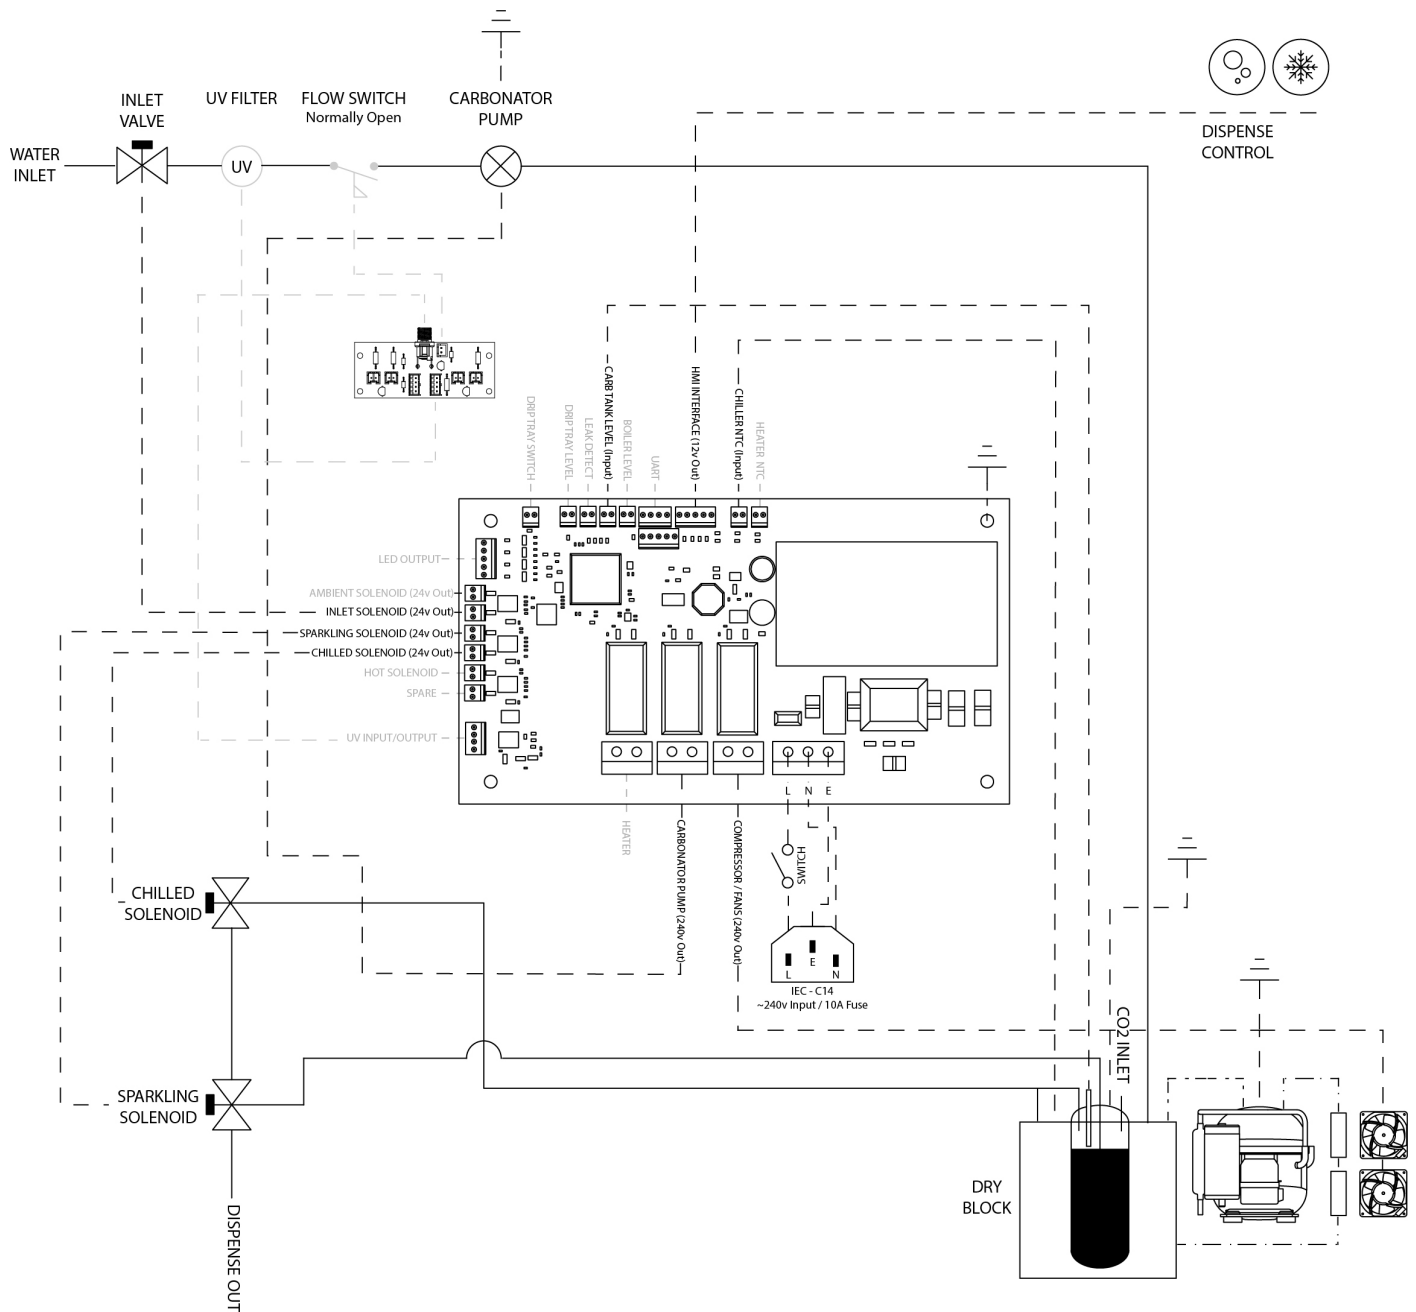 INLET
VALVE
UV FILTER
FLOW SWITCH
Normally Open
CARBONATOR
PUMP
DISPENSE
CONTROL
WATER
INLET
UV
DRIP TRAY SWITCH
DRIP TRAY LEVEL
LEAK DETECT
CARB TANK LEVEL (Input)
BOILER LEVEL
UART
HMI INTERFACE (12v Out)
CHILLER NTC (Input)
HEATER NTC
LED OUTPUT
AMBIENT SOLENOID (24v Out)
INLET SOLENOID (24v Out)
SPARKLING SOLENOID (24v Out)
CHILLED SOLENOID (24v Out)
HOT SOLENOID
SPARE
UV INPUT/OUTPUT
L N E
HEATER
CARBONATOR PUMP (240v Out)
COMPRESSOR / FANS (240v Out)
SWITCH
L E N
IEC - C14
~240v Input / 10A Fuse
CHILLED
SOLENOID
SPARKLING
SOLENOID
CO2 INLET
DRY
BLOCK
DISPENSE OUT